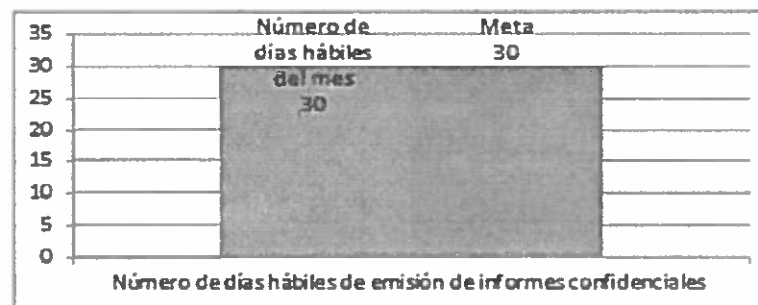 35
30
25
20
15
10
5
0
Número de
días hábiles
del mes
30
Meta
30
Número de días hábiles de emisión de informes confidenciales